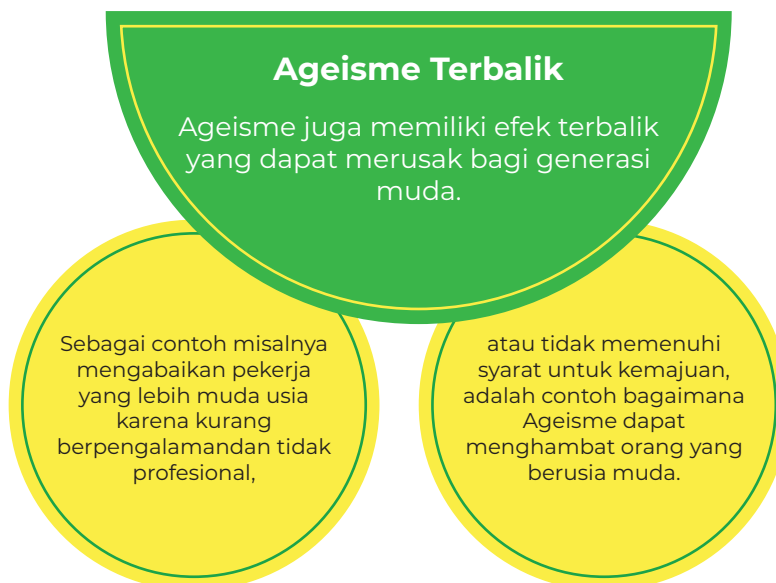 Ageisme Terbalik
Ageisme juga memiliki efek terbalik
yang dapat merusak bagi generasi
muda.
Sebagai contoh misalnya
mengabaikan pekerja
yang lebih muda usia
karena kurang
berpengalamandan tidak
profesional,
atau tidak memenuhi
syarat untuk kemajuan,
adalah contoh bagaimana
Ageisme dapat
menghambat orang yang
berusia muda.